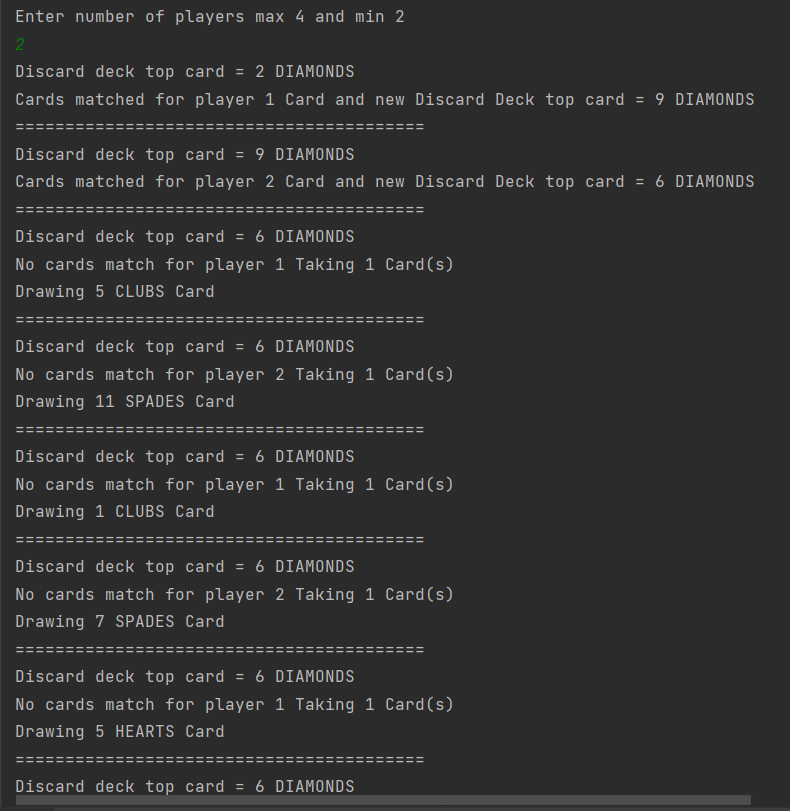 Enter number of players max 4 and min 2
2
Discard deck top card = 2 DIAMONDS
Cards matched for player 1 Card and new Discard Deck top card = 9 DIAMONDS
=========================================
Discard deck top card = 9 DIAMONDS
Cards matched for player 2 Card and new Discard Deck top card = 6 DIAMONDS
=========================================
Discard deck top card = 6 DIAMONDS
No cards match for player 1 Taking 1 Card(s)
Drawing 5 CLUBS Card
=========================================
Discard deck top card = 6 DIAMONDS
No cards match for player 2 Taking 1 Card(s)
Drawing 11 SPADES Card
=========================================
Discard deck top card = 6 DIAMONDS
No cards match for player 1 Taking 1 Card(s)
Drawing 1 CLUBS Card
=========================================
Discard deck top card = 6 DIAMONDS
No cards match for player 2 Taking 1 Card(s)
Drawing 7 SPADES Card
=========================================
Discard deck top card = 6 DIAMONDS
No cards match for player 1 Taking 1 Card(s)
Drawing 5 HEARTS Card
=========================================
Discard deck top card = 6 DIAMONDS